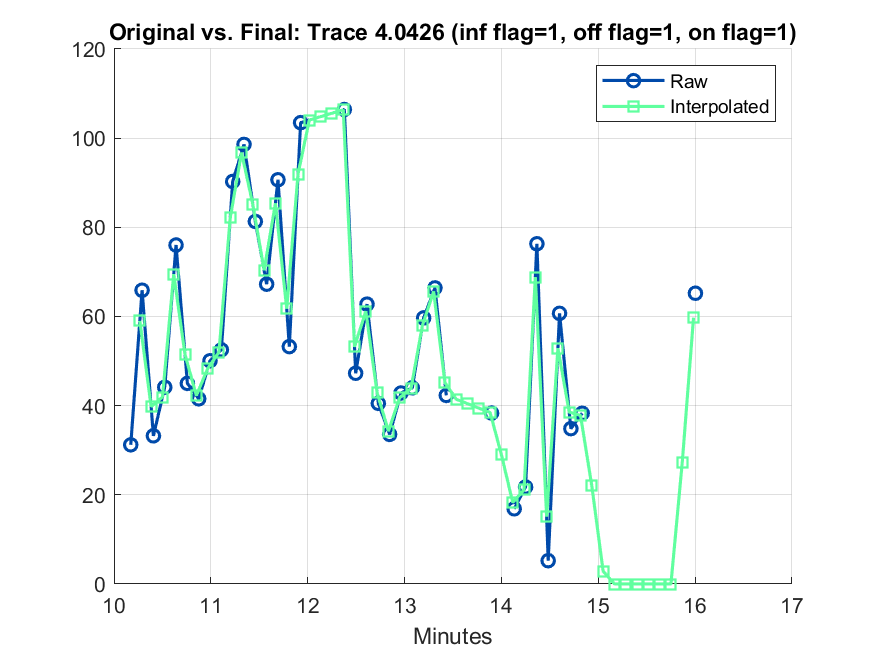 Original vs. Final: Trace 4.0426 (inf flag=1, off flag=1, on flag=1)
120
100
80
60
40
20
0
Raw
Interpolated
10 11 12 13 14 15 16 17
Minutes